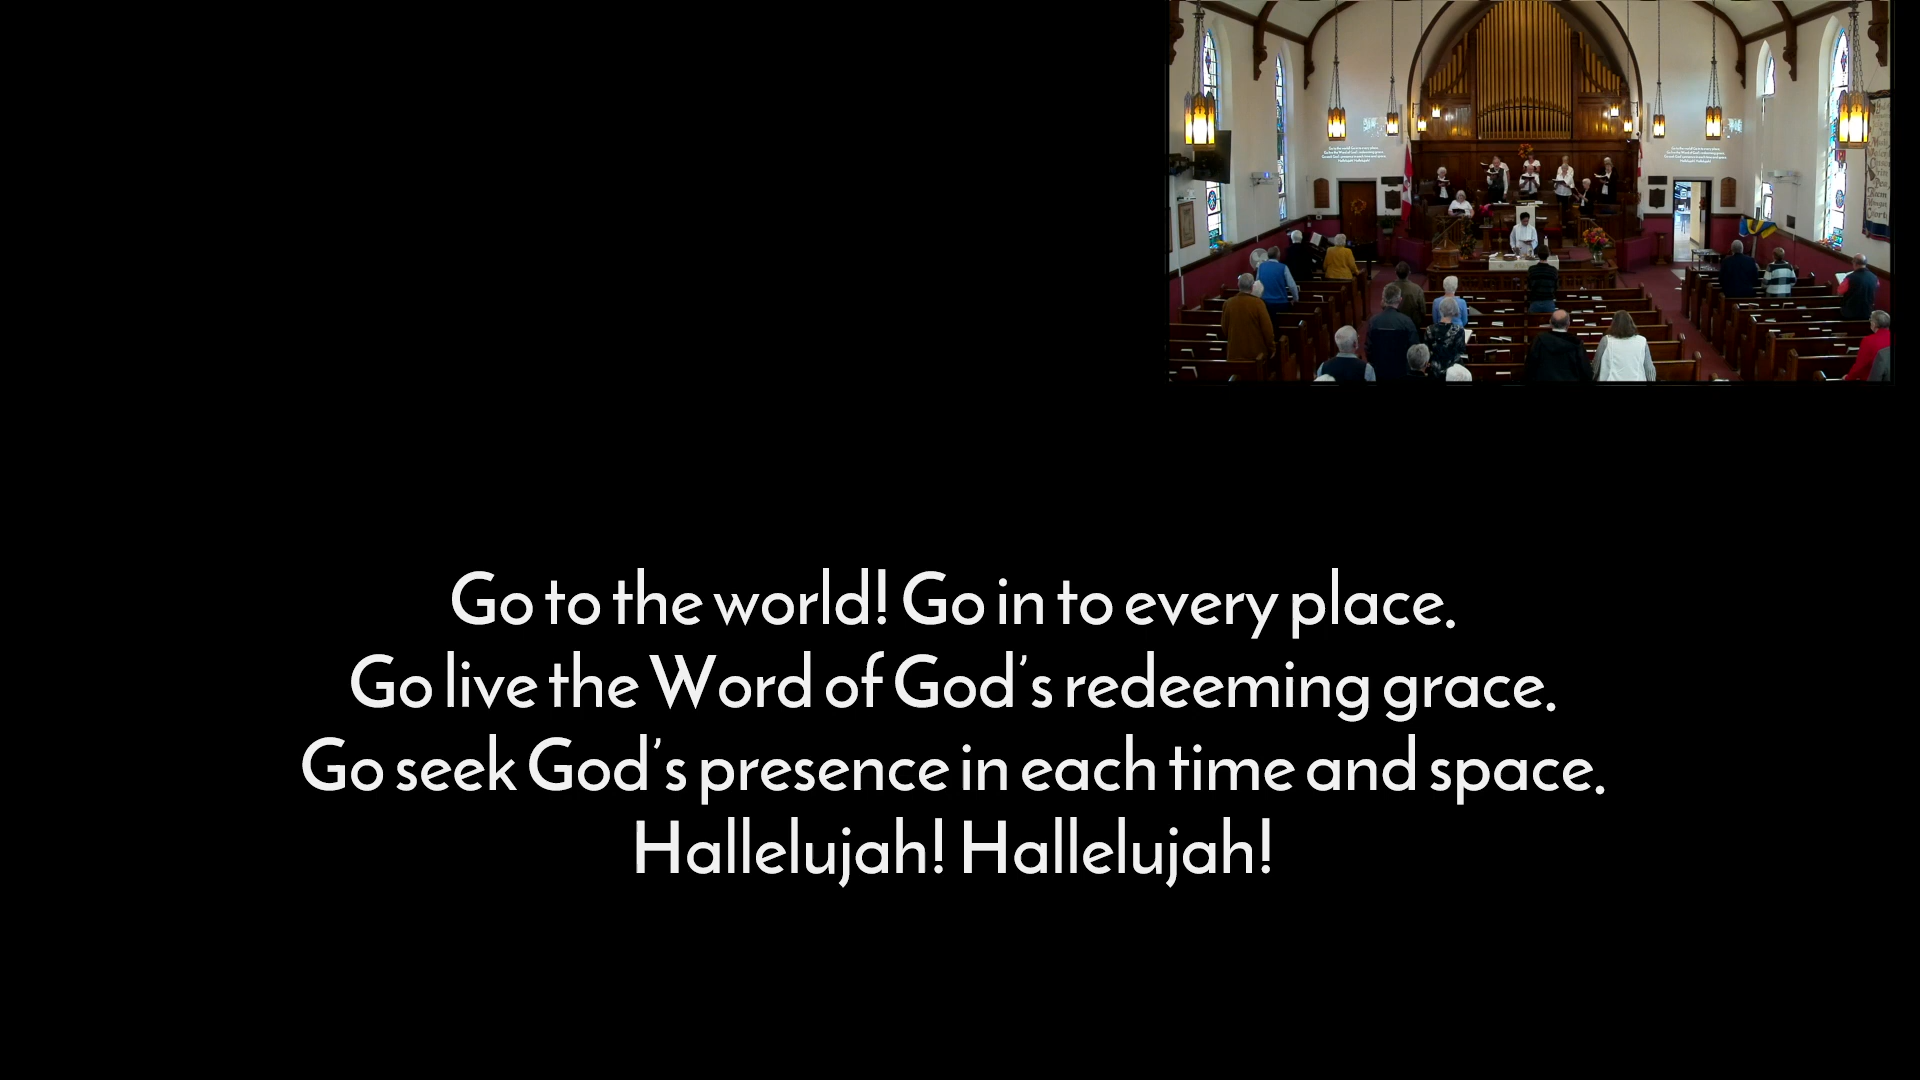 Go to the world! Go in to every place.
Go live the Word of God's redeeming grace.
Go seek God's presence in each time and space.
Hallelujah! Hallelujah!